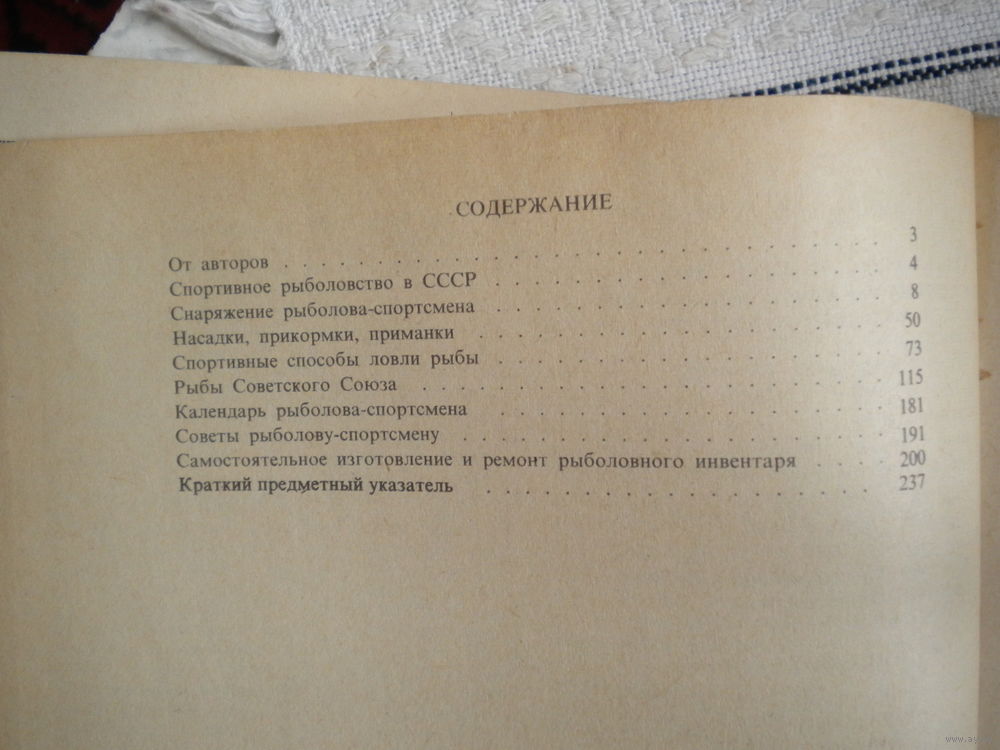 СОДЕРЖАНИЕ
От авторов . . . . . . . . . . . . . . . . . . . . . . . 3
Спортивное рыболовство в СССР . . . . . . . . . . . . . . . 4
Снаряжение рыболова-спортсмена . . . . . . . . . . . . . . . 8
Насадки, прикормки, приманки . . . . . . . . . . . . . . . . 50
Спортивные способы ловли рыбы . . . . . . . . . . . . . . . 73
Рыбы Советского Союза . . . . . . . . . . . . . . . . . . 115
Календарь рыболова-спортсмена . . . . . . . . . . . . . . . 181
Советы рыболову-спортсмену . . . . . . . . . . . . . . . . 191
Самостоятельное изготовление и ремонт рыболовного инвентаря . . . . 200
Краткий предметный указатель . . . . . . . . . . . . . . . 237